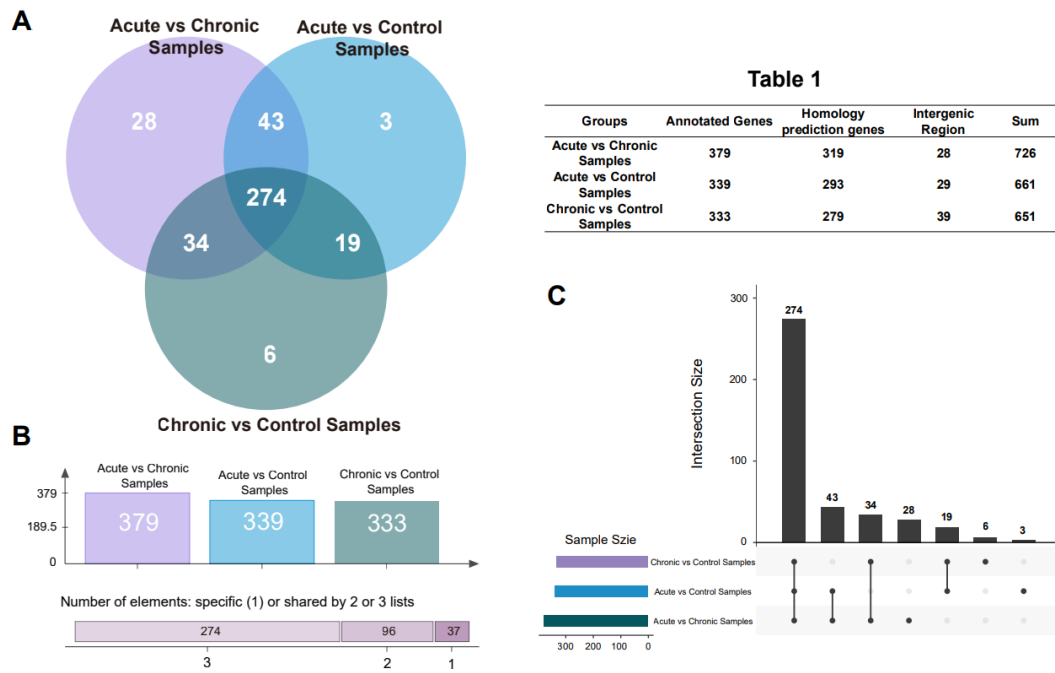 A
Acute vs Chronic
Samples
Acute vs Control
Samples
28
43
3
274
34
19
6
Chronic vs Control Samples
Table 1
Groups Annotated Genes Homology prediction genes Intergenic Region Sum
Acute vs Chronic Samples 379 319 28 726
Acute vs Control Samples 339 293 29 661
Chronic vs Control Samples 333 279 39 651
B
Acute vs Chronic
Samples
Acute vs Control
Samples
Chronic vs Control
Samples
379
189.5
0
379
339
333
Number of elements: specific (1) or shared by 2 or 3 lists
274 96 37
3 2 1
C
Intersection Size
300
200
100
0
274
43
34
28
19
6
3
Sample Szie
Chronic vs Control Samples
Acute vs Control Samples
Acute vs Chronic Samples
300 200 100 0